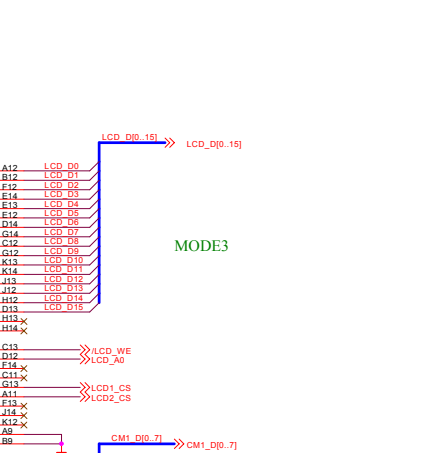 LCD_D[0..15]
LCD_D[0..15]
A12 LCD_D0
B12 LCD_D1
F12 LCD_D2
E14 LCD_D3
E13 LCD_D4
E12 LCD_D5
D14 LCD_D6
G14 LCD_D7
C12 LCD_D8
G12 LCD_D9
K13 LCD_D10
K14 LCD_D11
J13 LCD_D12
J12 LCD_D13
H12 LCD_D14
D13 LCD_D15
H13
H14
MODE3
C13 /LCD_WE
D12 LCD_A0
F14
C11
G13 LCD1_CS
A11 LCD2_CS
F13
J14
K12
A9
B9
CM1_D[0..7]
CM1_D[0..7]